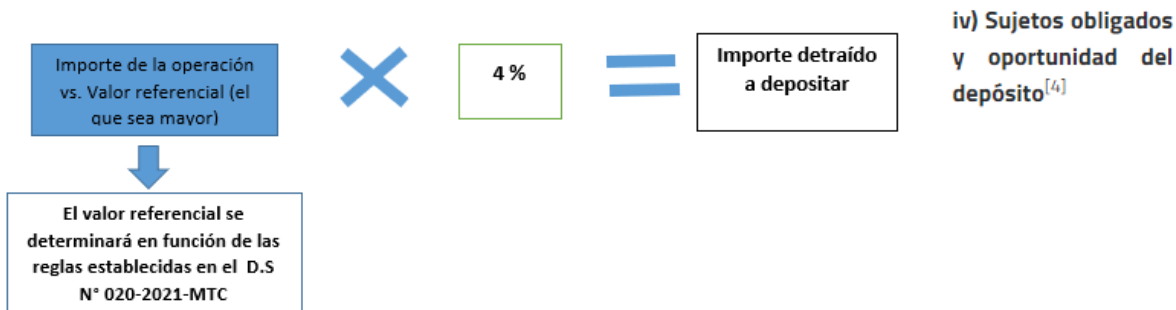 Importe de la operación
vs. Valor referencial (el
que sea mayor)
4 %
Importe detraído
a depositar
iv) Sujetos obligados
y oportunidad del
depósito[4]
El valor referencial se
determinará en función de las
reglas establecidas en el D.S
N° 020-2021-MTC